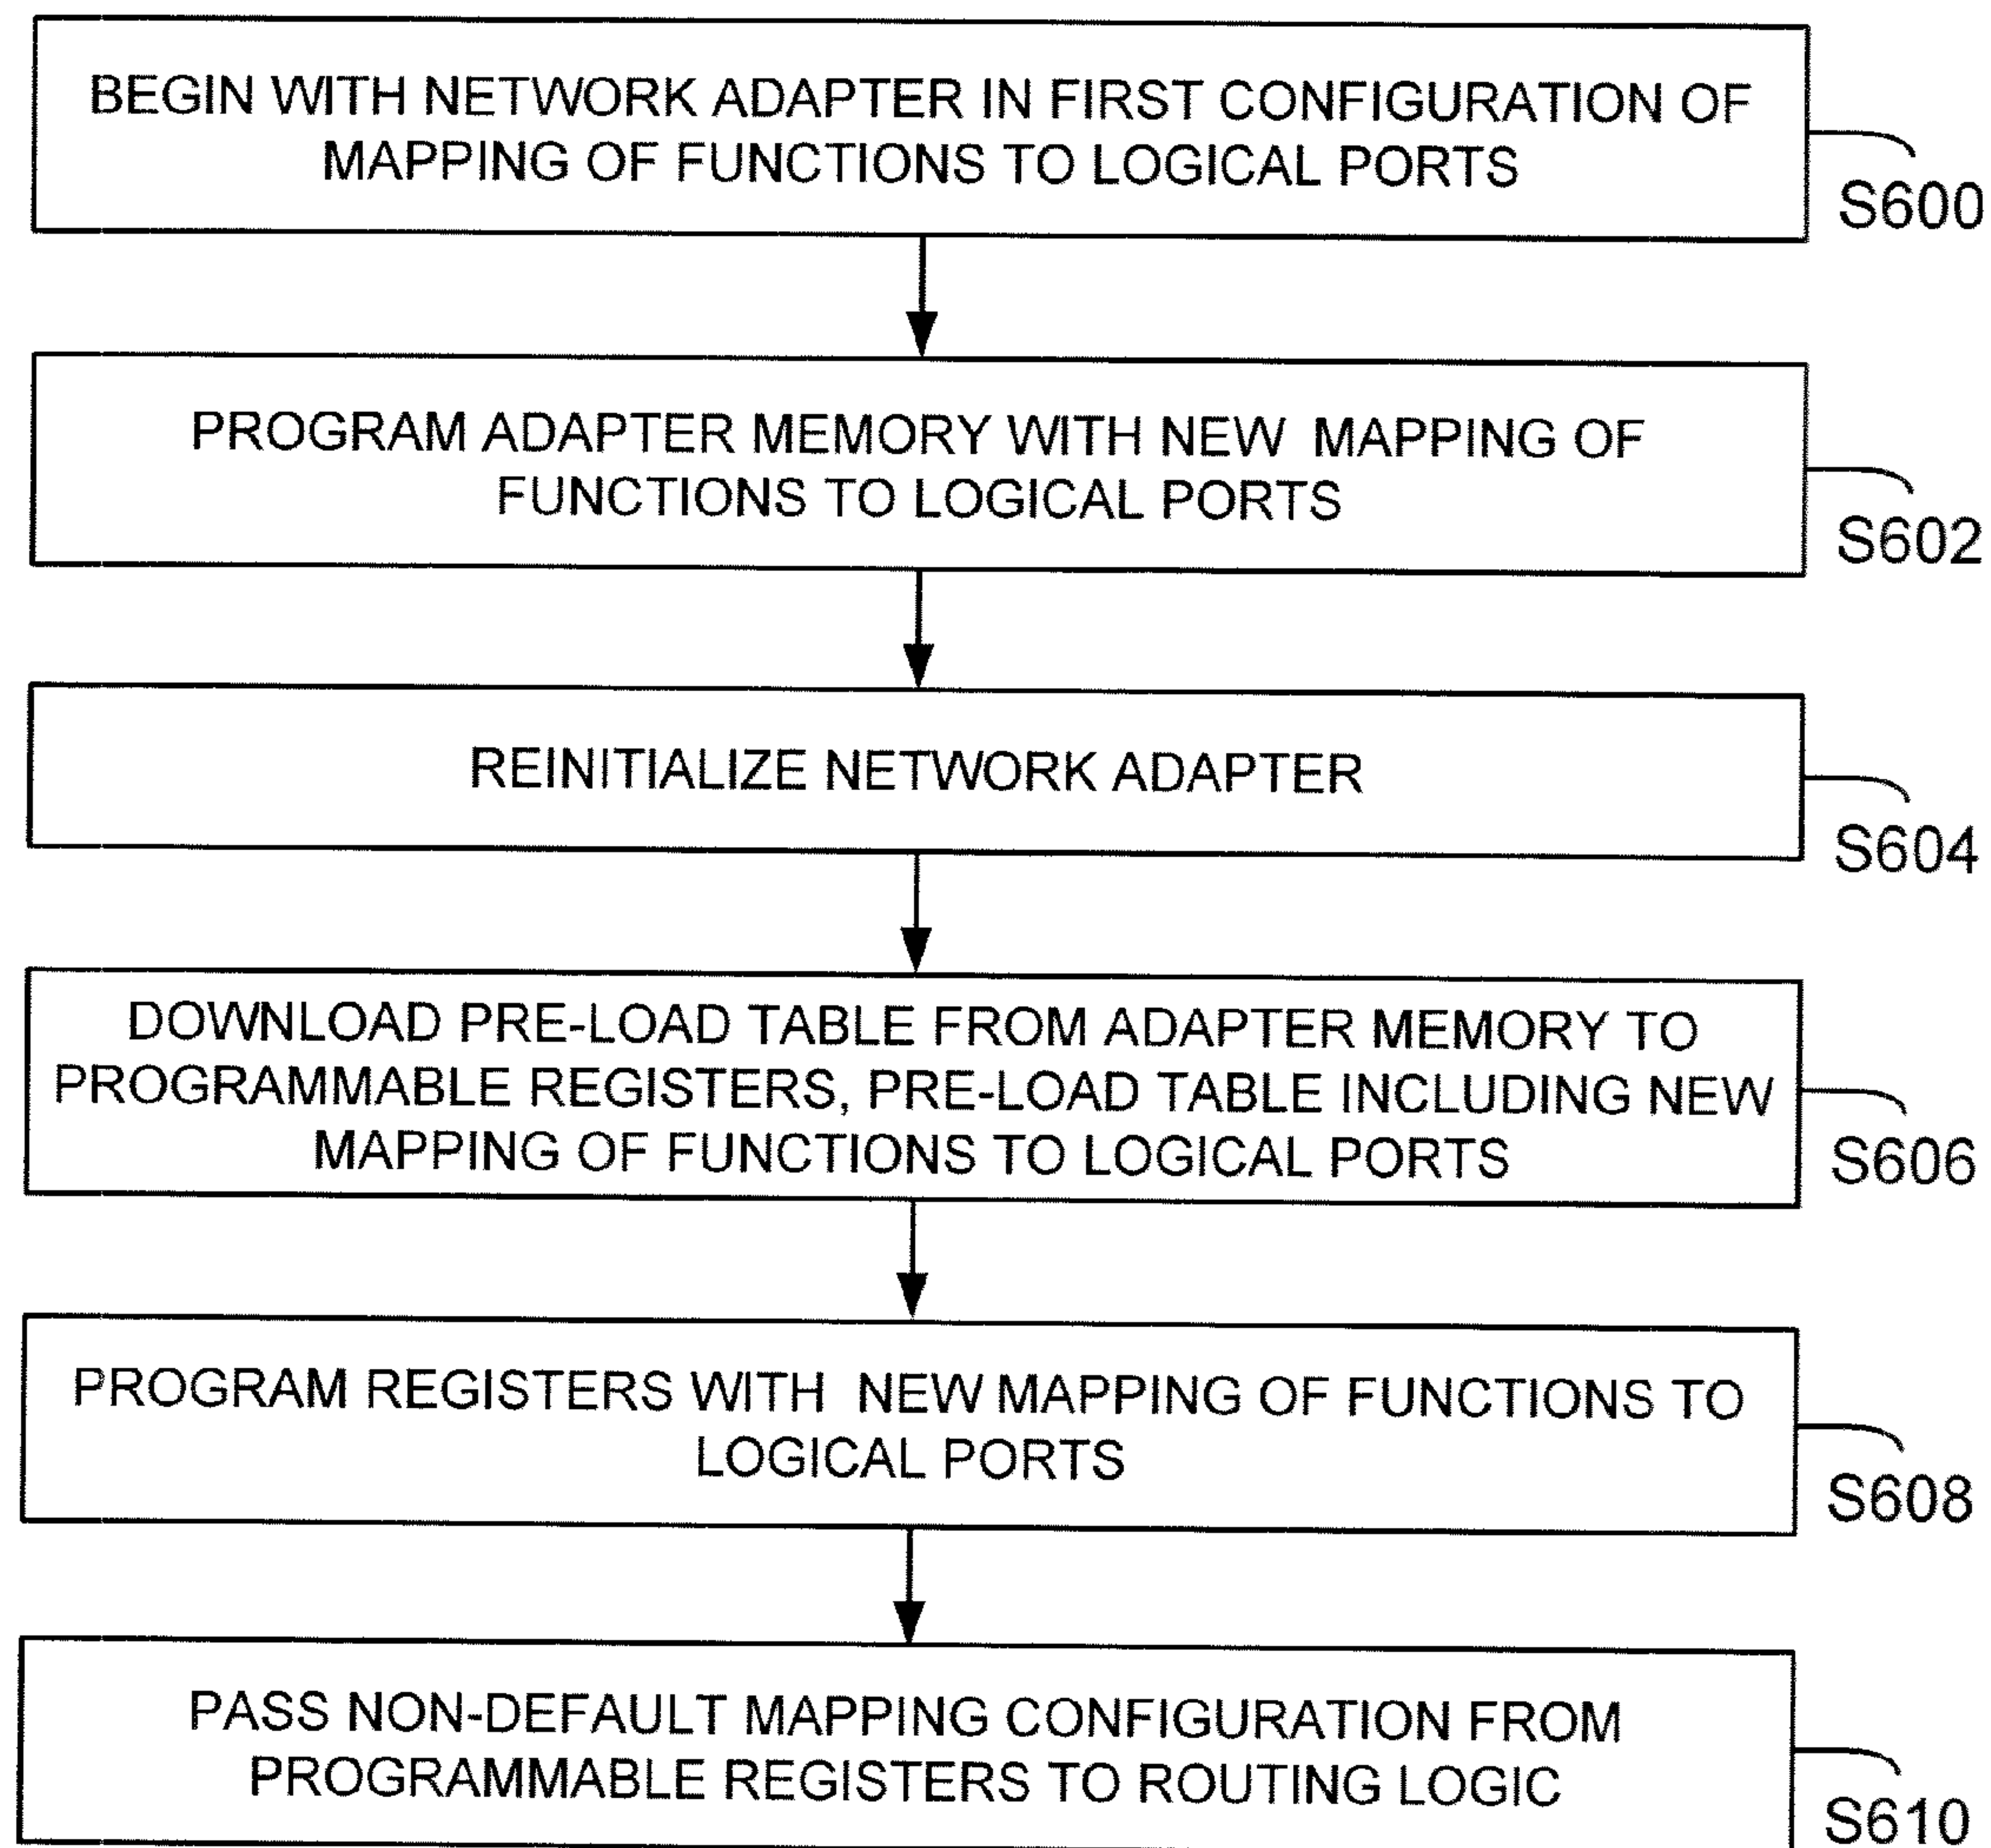 BEGIN WITH NETWORK ADAPTER IN FIRST CONFIGURATION OF
MAPPING OF FUNCTIONS TO LOGICAL PORTS
S600
PROGRAM ADAPTER MEMORY WITH NEW MAPPING OF
FUNCTIONS TO LOGICAL PORTS
S602
REINITIALIZE NETWORK ADAPTER
S604
DOWNLOAD PRE-LOAD TABLE FROM ADAPTER MEMORY TO
PROGRAMMABLE REGISTERS, PRE-LOAD TABLE INCLUDING NEW
MAPPING OF FUNCTIONS TO LOGICAL PORTS
S606
PROGRAM REGISTERS WITH NEW MAPPING OF FUNCTIONS TO
LOGICAL PORTS
S608
PASS NON-DEFAULT MAPPING CONFIGURATION FROM
PROGRAMMABLE REGISTERS TO ROUTING LOGIC
S610